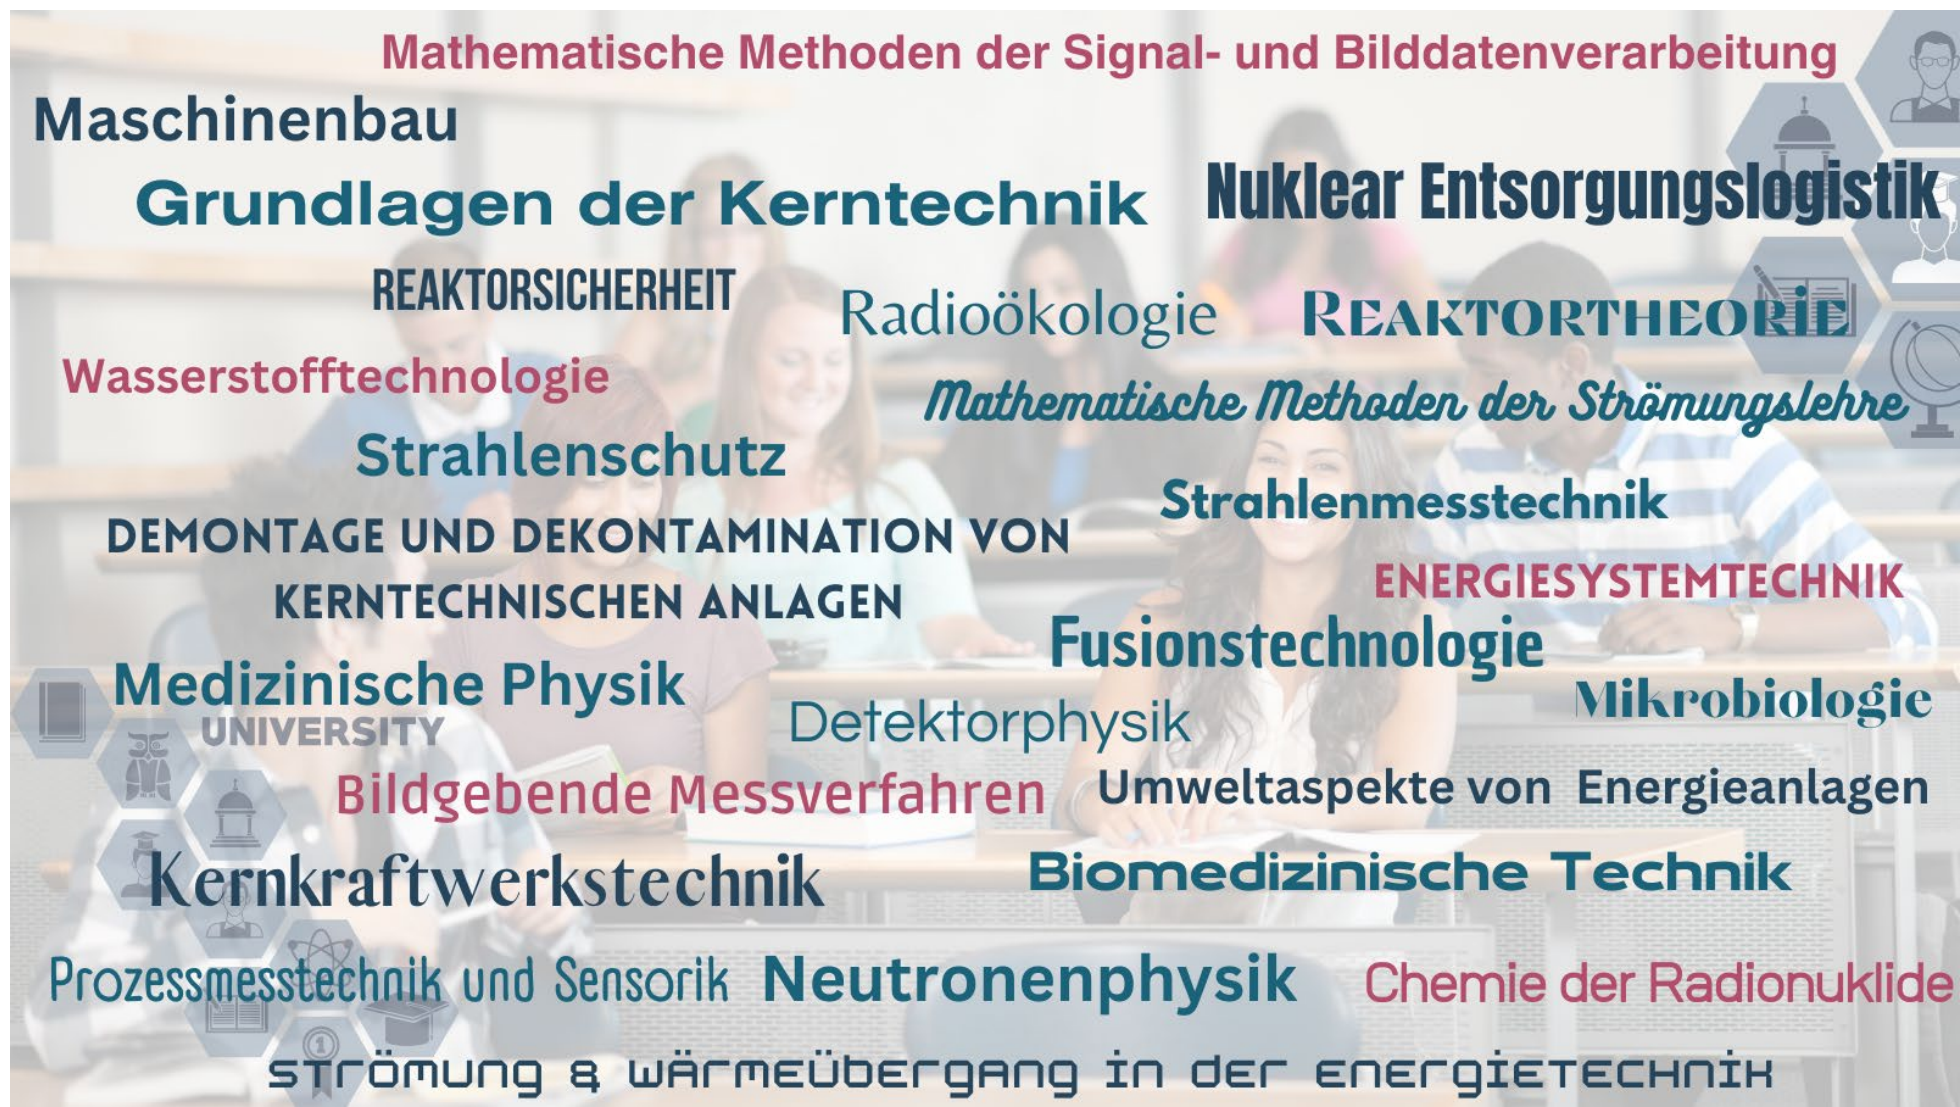 Mathematische Methoden der Signal- und Bilddatenverarbeitung
Maschinenbau
Grundlagen der Kerntechnik
Nuklear Entsorgungslogistik
REAKTORSICHERHEIT
Radioökologie
REAKTORTHEORIE
Wasserstofftechnologie
Mathematische Methoden der Strömungslehre
Strahlenschutz
Strahlenmesstechnik
DEMONTAGE UND DEKONTAMINATION VON
KERNTECHNISCHEN ANLAGEN
ENERGIESYSTEMTECHNIK
Fusionstechnologie
Medizinische Physik
Mikrobiologie
UNIVERSITY
Detektorphysik
Bildgebende Messverfahren
Umweltaspekte von Energieanlagen
Kernkraftwerkstechnik
Biomedizinische Technik
Prozessmesstechnik und Sensorik
Neutronenphysik
Chemie der Radionuklide
Strömung & Wärmeübergang in der Energietechnik
1